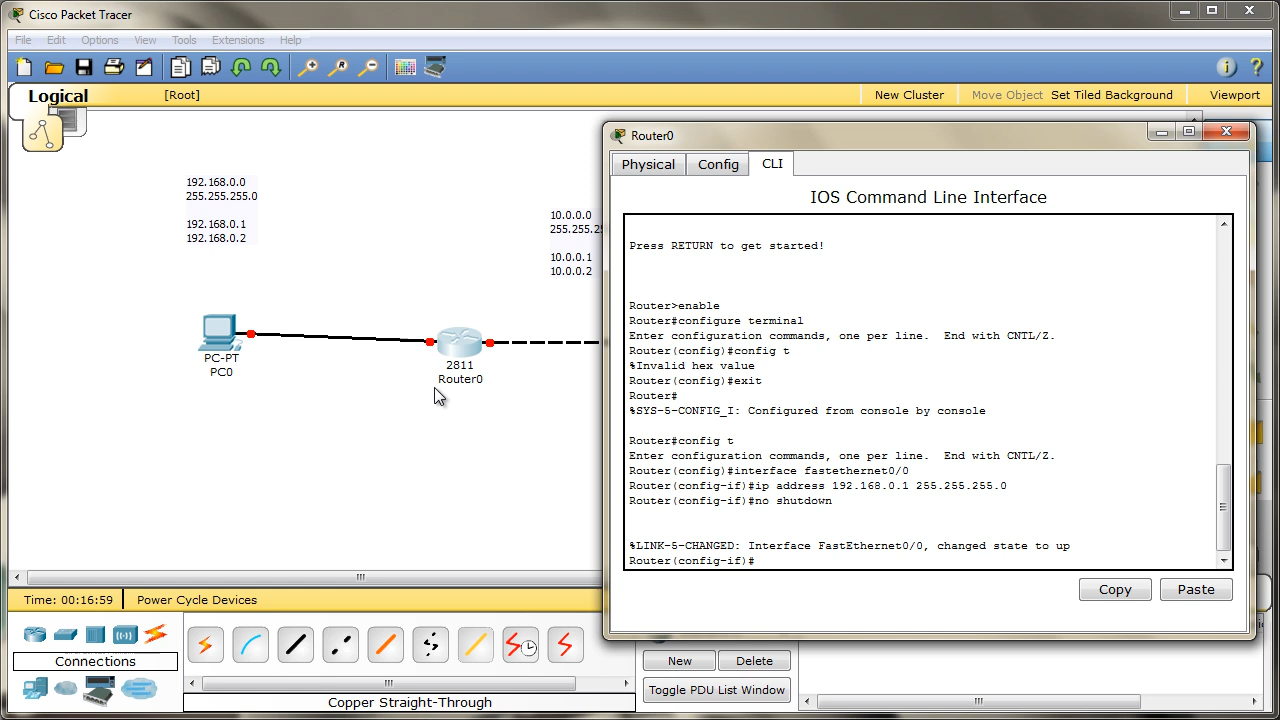 Cisco Packet Tracer
File Edit Options View Tools Extensions Help
Logical
[Root]
New Cluster
Move Object
Set Tiled Background
Viewport
192.168.0.0
255.255.255.0
192.168.0.1
192.168.0.2
10.0.0.0
255.255.2
10.0.0.1
10.0.0.2
PC-PT
PC0
2811
Router0
Router0
Physical
Config
CLI
IOS Command Line Interface
Press RETURN to get started!
Router>enable
Router#configure terminal
Enter configuration commands, one per line.  End with CNTL/Z.
Router(config)#config t
%Invalid hex value
Router(config)#exit
Router#
%SYS-5-CONFIG_I: Configured from console by console
Router#config t
Enter configuration commands, one per line.  End with CNTL/Z.
Router(config)#interface fastethernet0/0
Router(config-if)#ip address 192.168.0.1 255.255.255.0
Router(config-if)#no shutdown
%LINK-5-CHANGED: Interface FastEthernet0/0, changed state to up
Router(config-if)#
Copy
Paste
Time: 00:16:59
Power Cycle Devices
Connections
Copper Straight-Through
New
Delete
Toggle PDU List Window